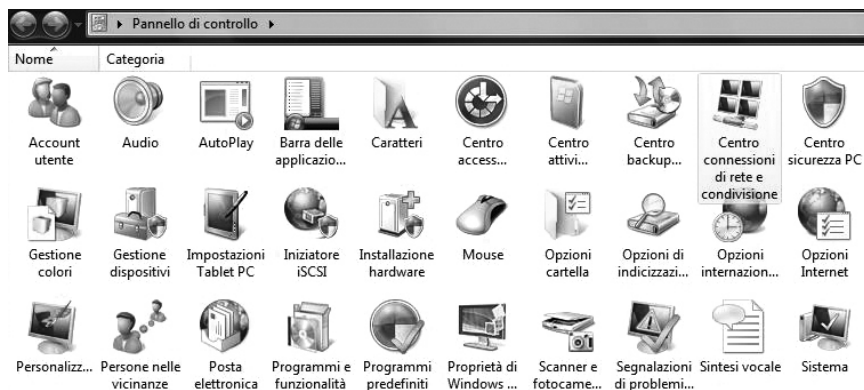 Pannello di controllo
Nome Categoria
Account utente
Audio
AutoPlay
Barra delle applicazio...
Caratteri
Centro access...
Centro attivi...
Centro backup...
Centro connessioni di rete e condivisione
Centro sicurezza PC
Gestione colori
Gestione dispositivi
Impostazioni Tablet PC
Iniziatore iSCSI
Installazione hardware
Mouse
Opzioni cartella
Opzioni di indicizzazi...
Opzioni internazion...
Opzioni Internet
Personalizz...
Persone nelle vicinanze
Posta elettronica
Programmi e funzionalità
Programmi predefiniti
Proprietà di Windows ...
Scanner e fotocame...
Segnalazioni di problemi...
Sintesi vocale
Sistema